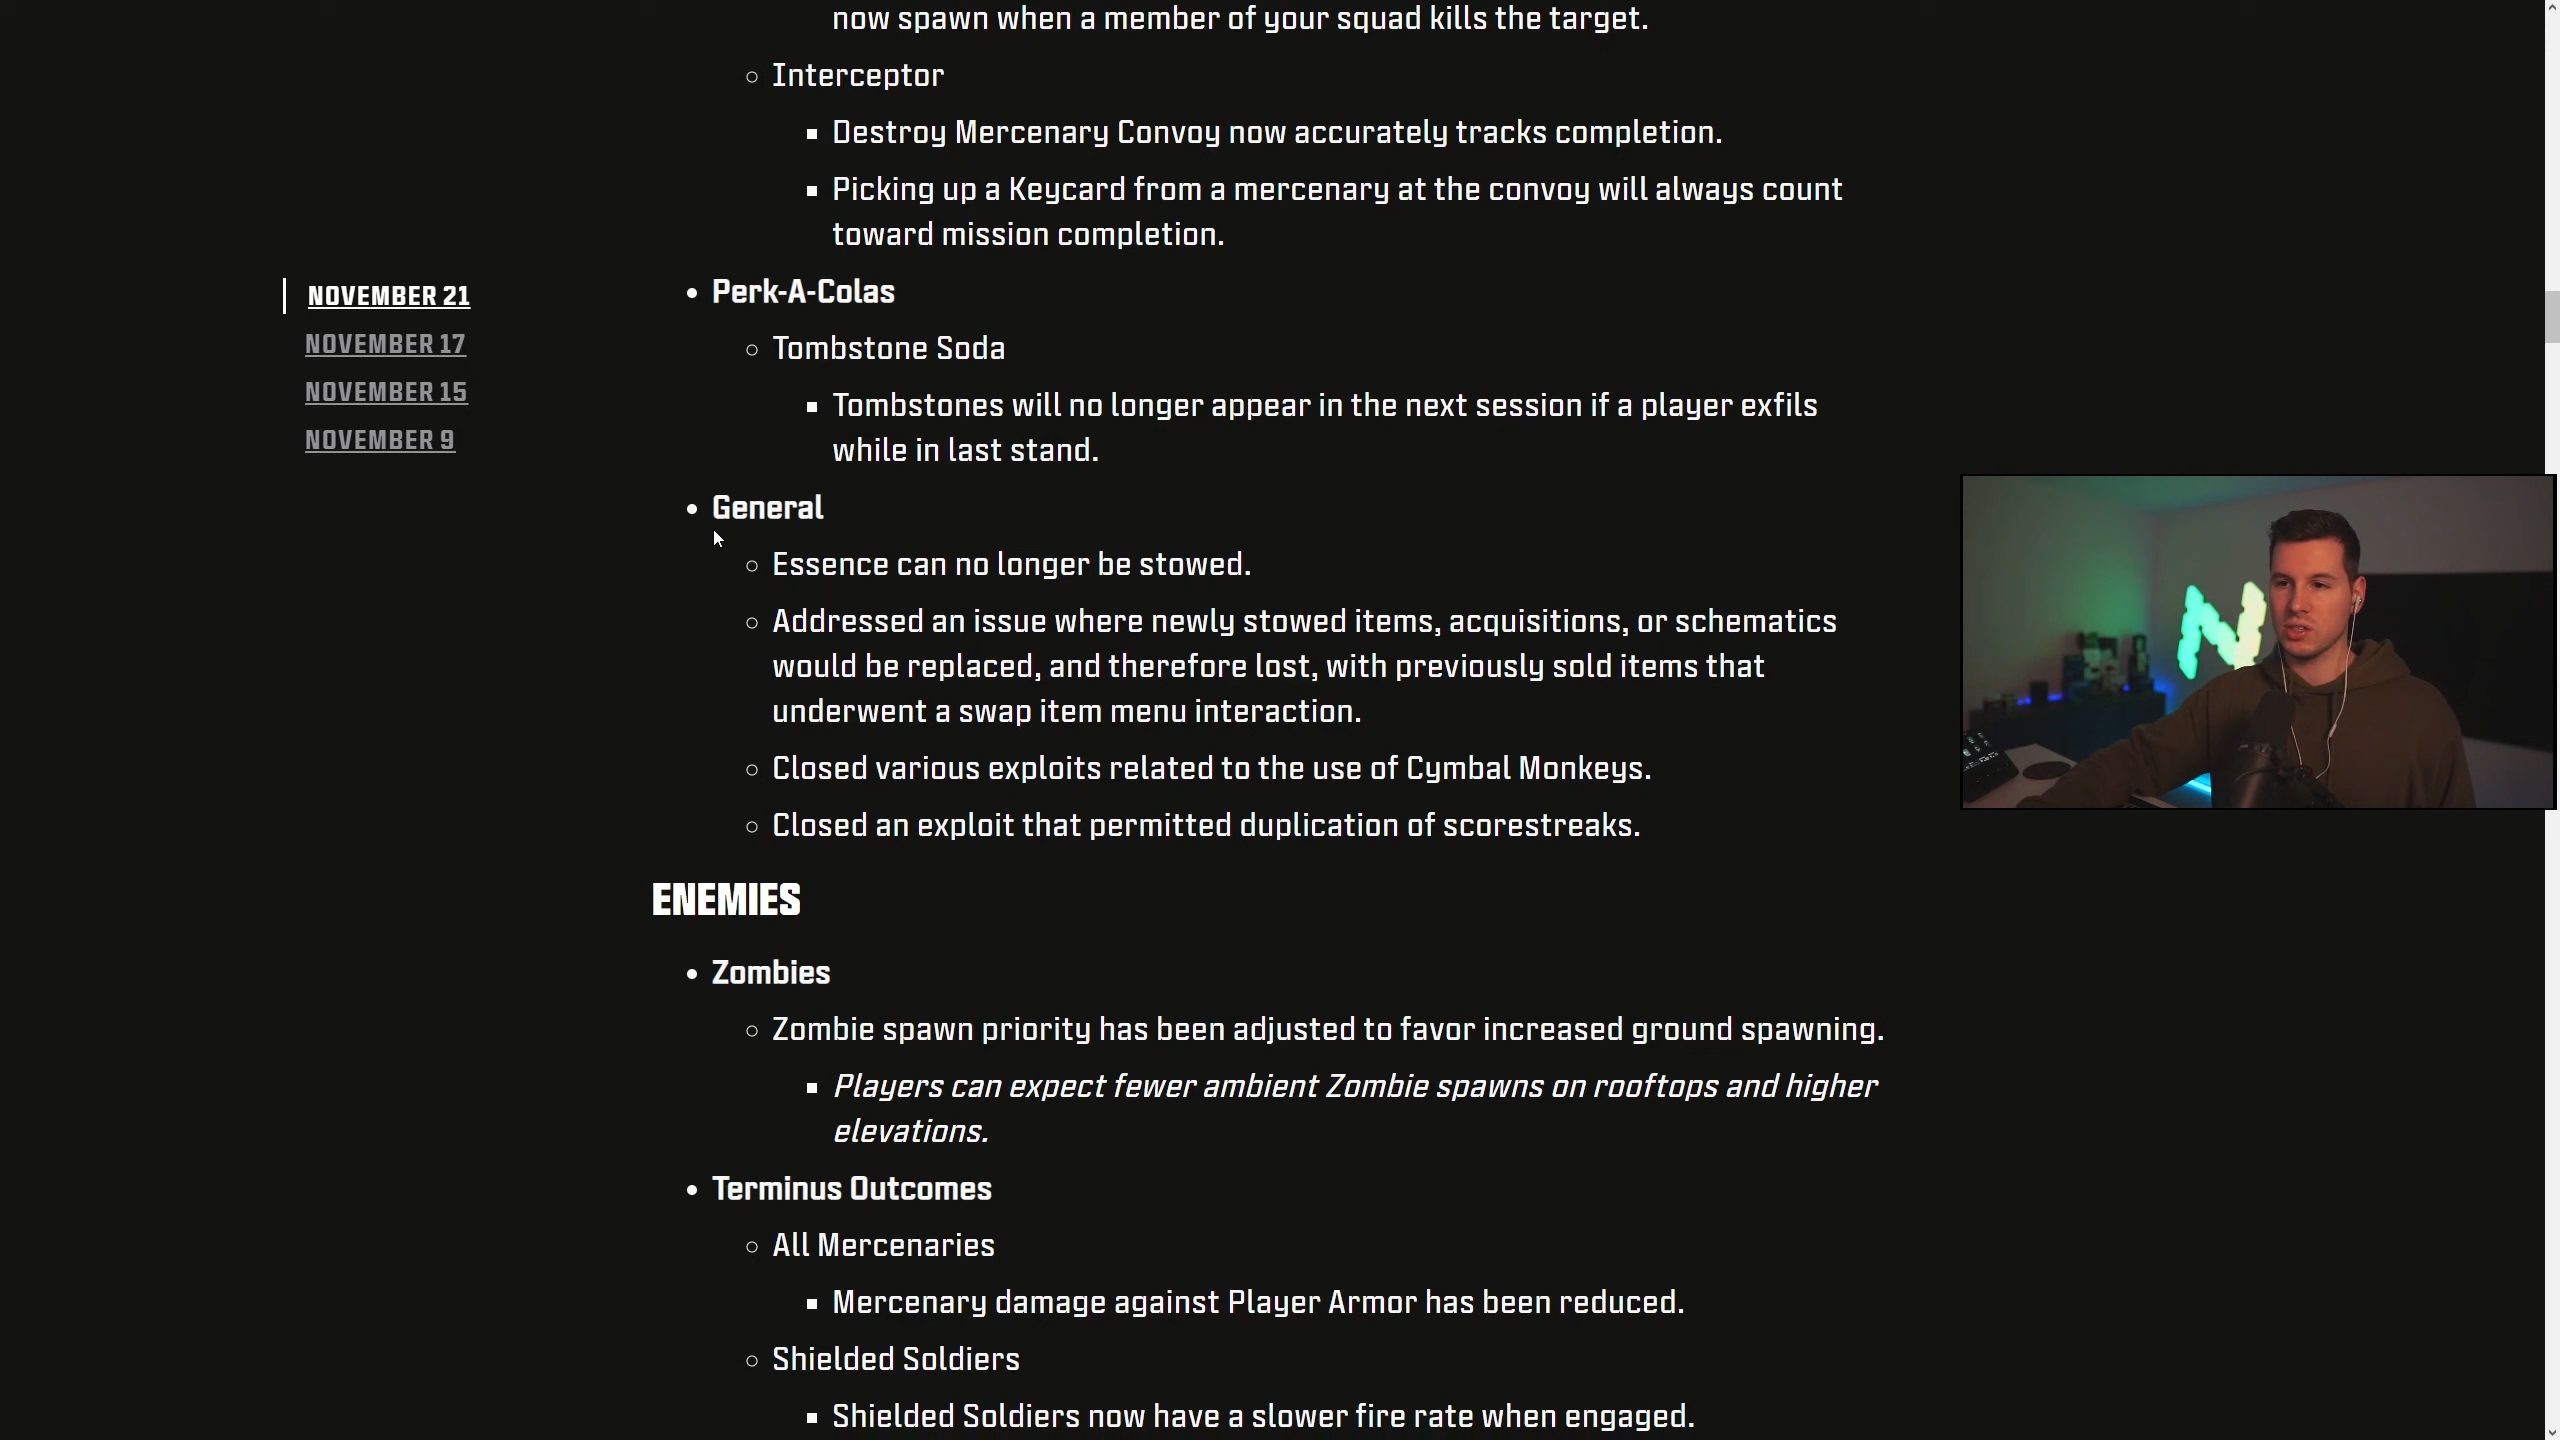 now spawn when a member of your squad kills the target.
Interceptor
Destroy Mercenary Convoy now accurately tracks completion.
Picking up a Keycard from a mercenary at the convoy will always count
toward mission completion.
NOVEMBER 21
NOVEMBER 17
NOVEMBER 15
NOVEMBER 9
Perk-A-Colas
Tombstone Soda
Tombstones will no longer appear in the next session if a player exfils
while in last stand.
General
Essence can no longer be stowed.
Addressed an issue where newly stowed items, acquisitions, or schematics
would be replaced, and therefore lost, with previously sold items that
underwent a swap item menu interaction.
Closed various exploits related to the use of Cymbal Monkeys.
Closed an exploit that permitted duplication of scorestreaks.
ENEMIES
Zombies
Zombie spawn priority has been adjusted to favor increased ground spawning.
Players can expect fewer ambient Zombie spawns on rooftops and higher
elevations.
Terminus Outcomes
All Mercenaries
Mercenary damage against Player Armor has been reduced.
Shielded Soldiers
Shielded Soldiers now have a slower fire rate when engaged.